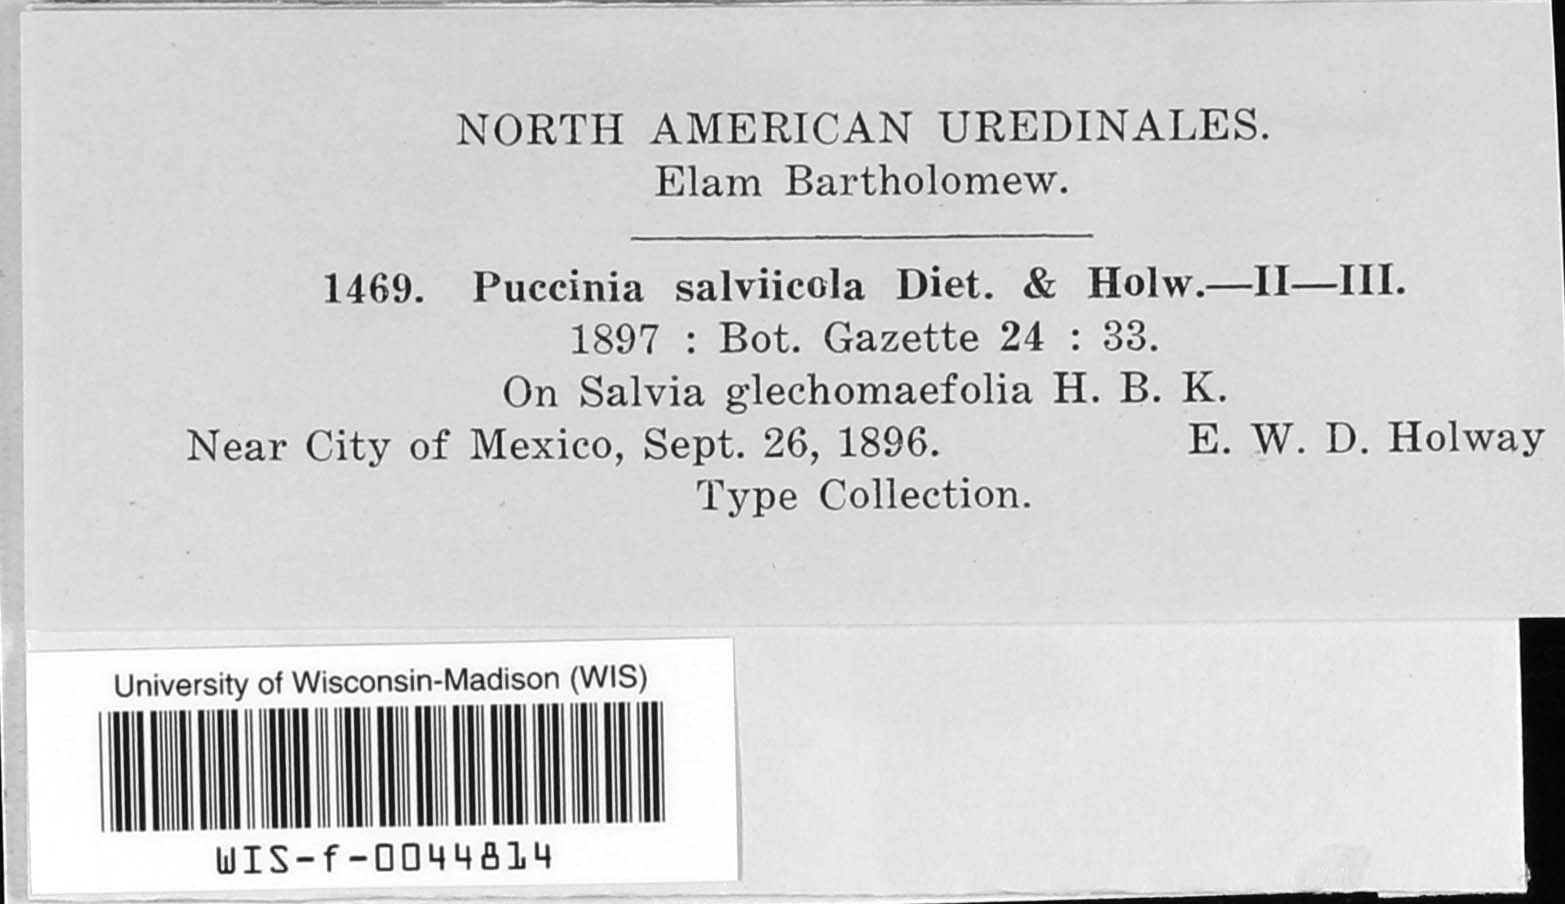 NORTH AMERICAN UREDINALES.
Elam Bartholomew.
1469. Puccinia salviicola Diet. & Holw.—II—III.
1897 : Bot. Gazette 24 : 33.
On Salvia glechomaefolia H. B. K.
Near City of Mexico, Sept. 26, 1896. E. W. D. Holway
Type Collection.
University of Wisconsin-Madison (WIS)
WIS-f-0044814